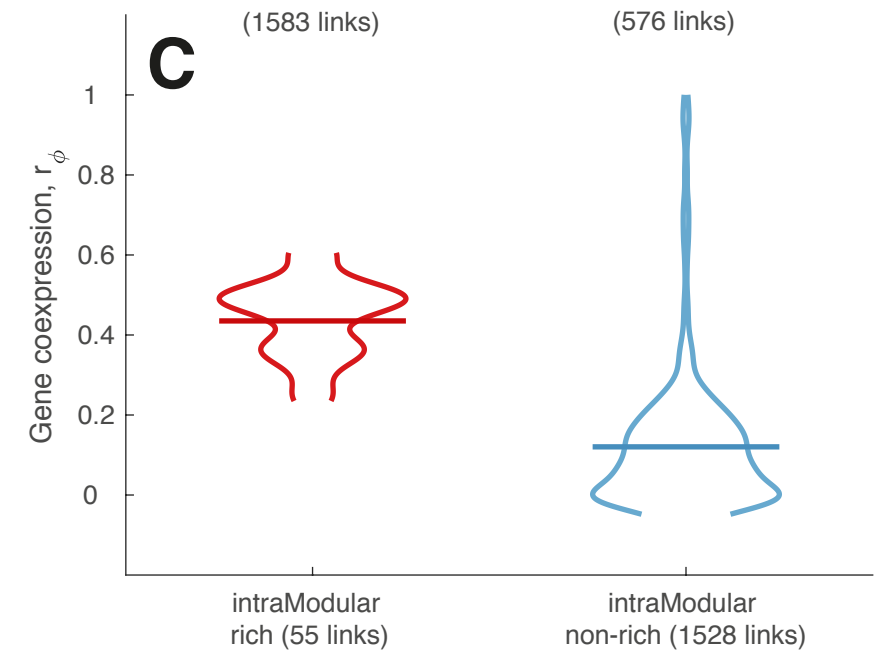 (1583 links)
(576 links)
C
1
0.8
0.6
0.4
0.2
0
Gene coexpression, r_ϕ
intraModular
rich (55 links)
intraModular
non-rich (1528 links)